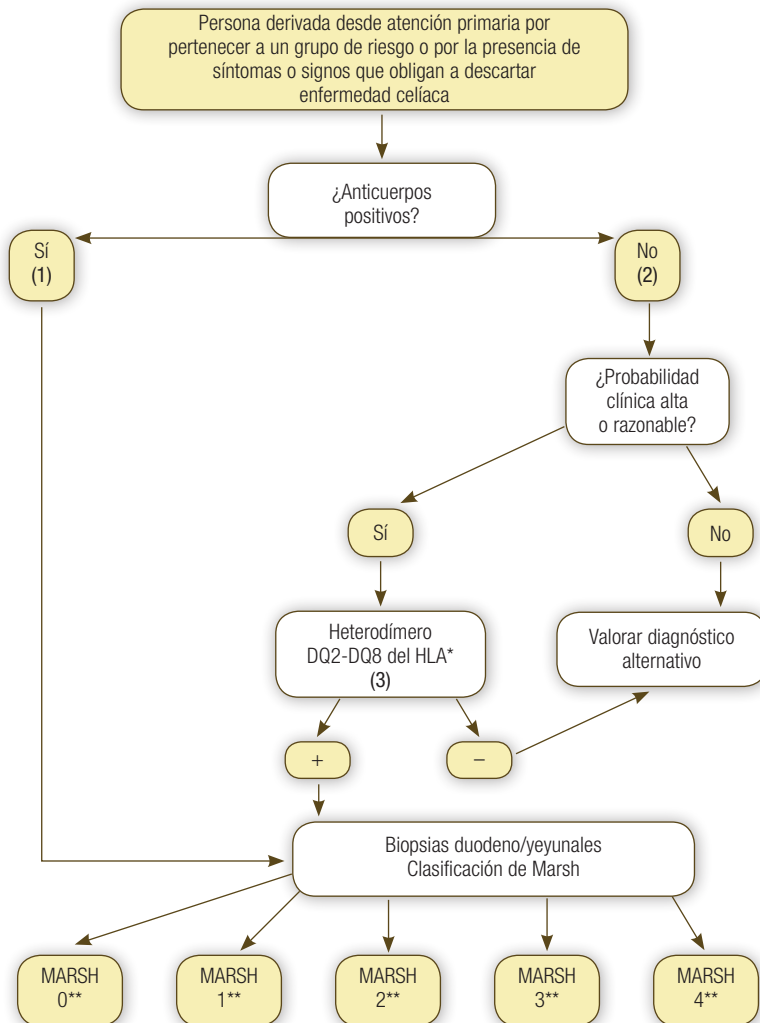 Persona derivada desde atención primaria por
pertenecer a un grupo de riesgo o por la presencia de
síntomas o signos que obligan a descartar
enfermedad celíaca
¿Anticuerpos
positivos?
Sí
(1)
No
(2)
¿Probabilidad
clínica alta
o razonable?
Sí
No
Heterodímero
DQ2-DQ8 del HLA*
(3)
Valorar diagnóstico
alternativo
+
−
Biopsias duodeno/yeyunales
Clasificación de Marsh
MARSH
0**
MARSH
1**
MARSH
2**
MARSH
3**
MARSH
4**